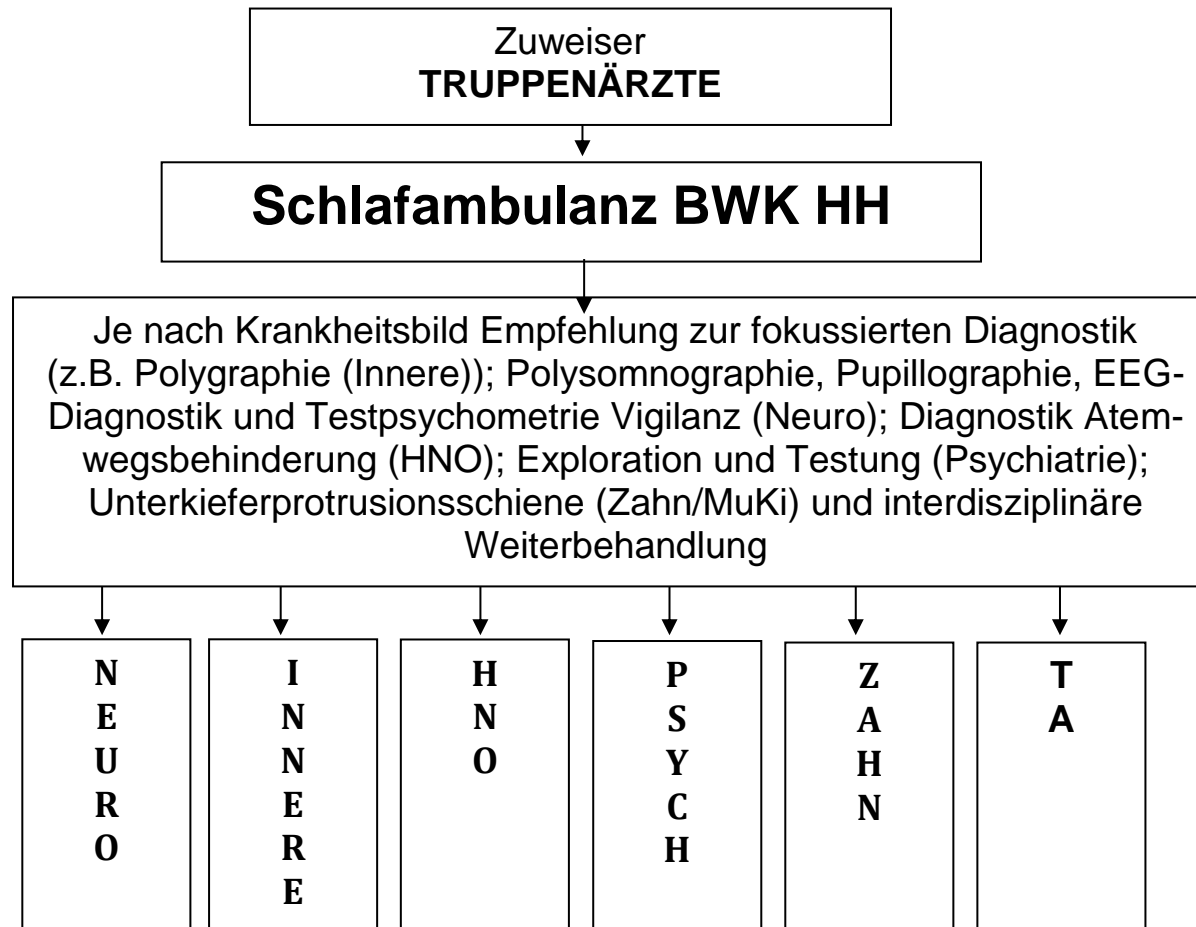 Zuweiser
TRUPPENÄRZTE
Schlafambulanz BWK HH
Je nach Krankheitsbild Empfehlung zur fokussierten Diagnostik
(z.B. Polygraphie (Innere)); Polysomnographie, Pupillographie, EEG-
Diagnostik und Testpsychometrie Vigilanz (Neuro); Diagnostik Atem-
wegsbehinderung (HNO); Exploration und Testung (Psychiatrie);
Unterkieferprotrusionsschiene (Zahn/MuKi) und interdisziplinäre
Weiterbehandlung
NEURO
INNERE
HNO
PSYCH
ZAHN
TA